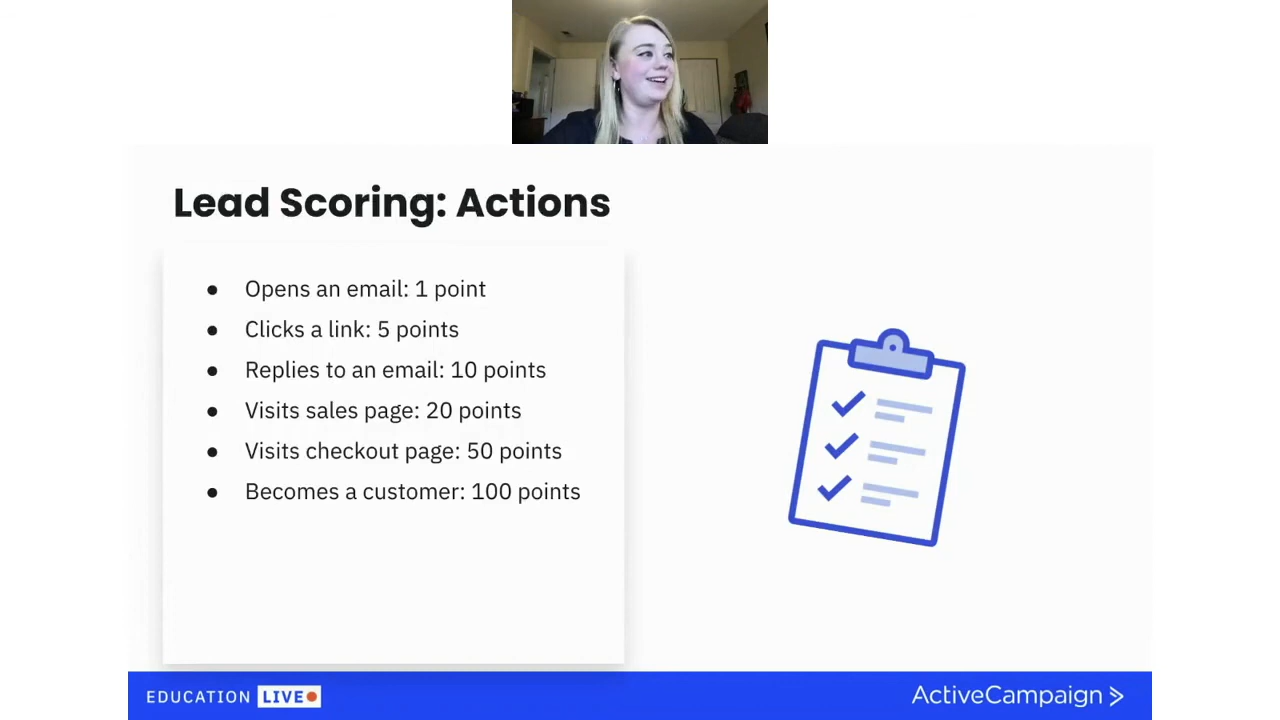 Lead Scoring: Actions
● Opens an email: 1 point
● Clicks a link: 5 points
● Replies to an email: 10 points
● Visits sales page: 20 points
● Visits checkout page: 50 points
● Becomes a customer: 100 points
EDUCATION LIVE
ActiveCampaign